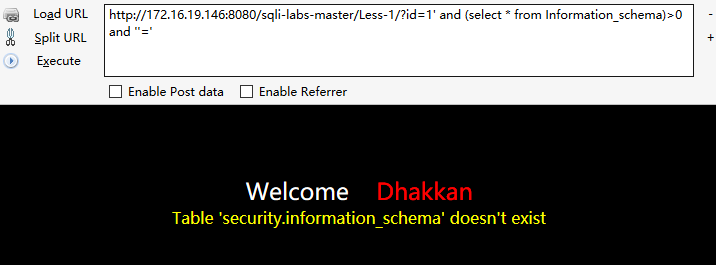 Load URL
Split URL
Execute
http://172.16.19.146:8080/sqli-labs-master/Less-1/?id=1' and (select * from Information_schema)>0
and ''='
-
+
Enable Post data Enable Referrer
Welcome Dhakkan
Table 'security.information_schema' doesn't exist